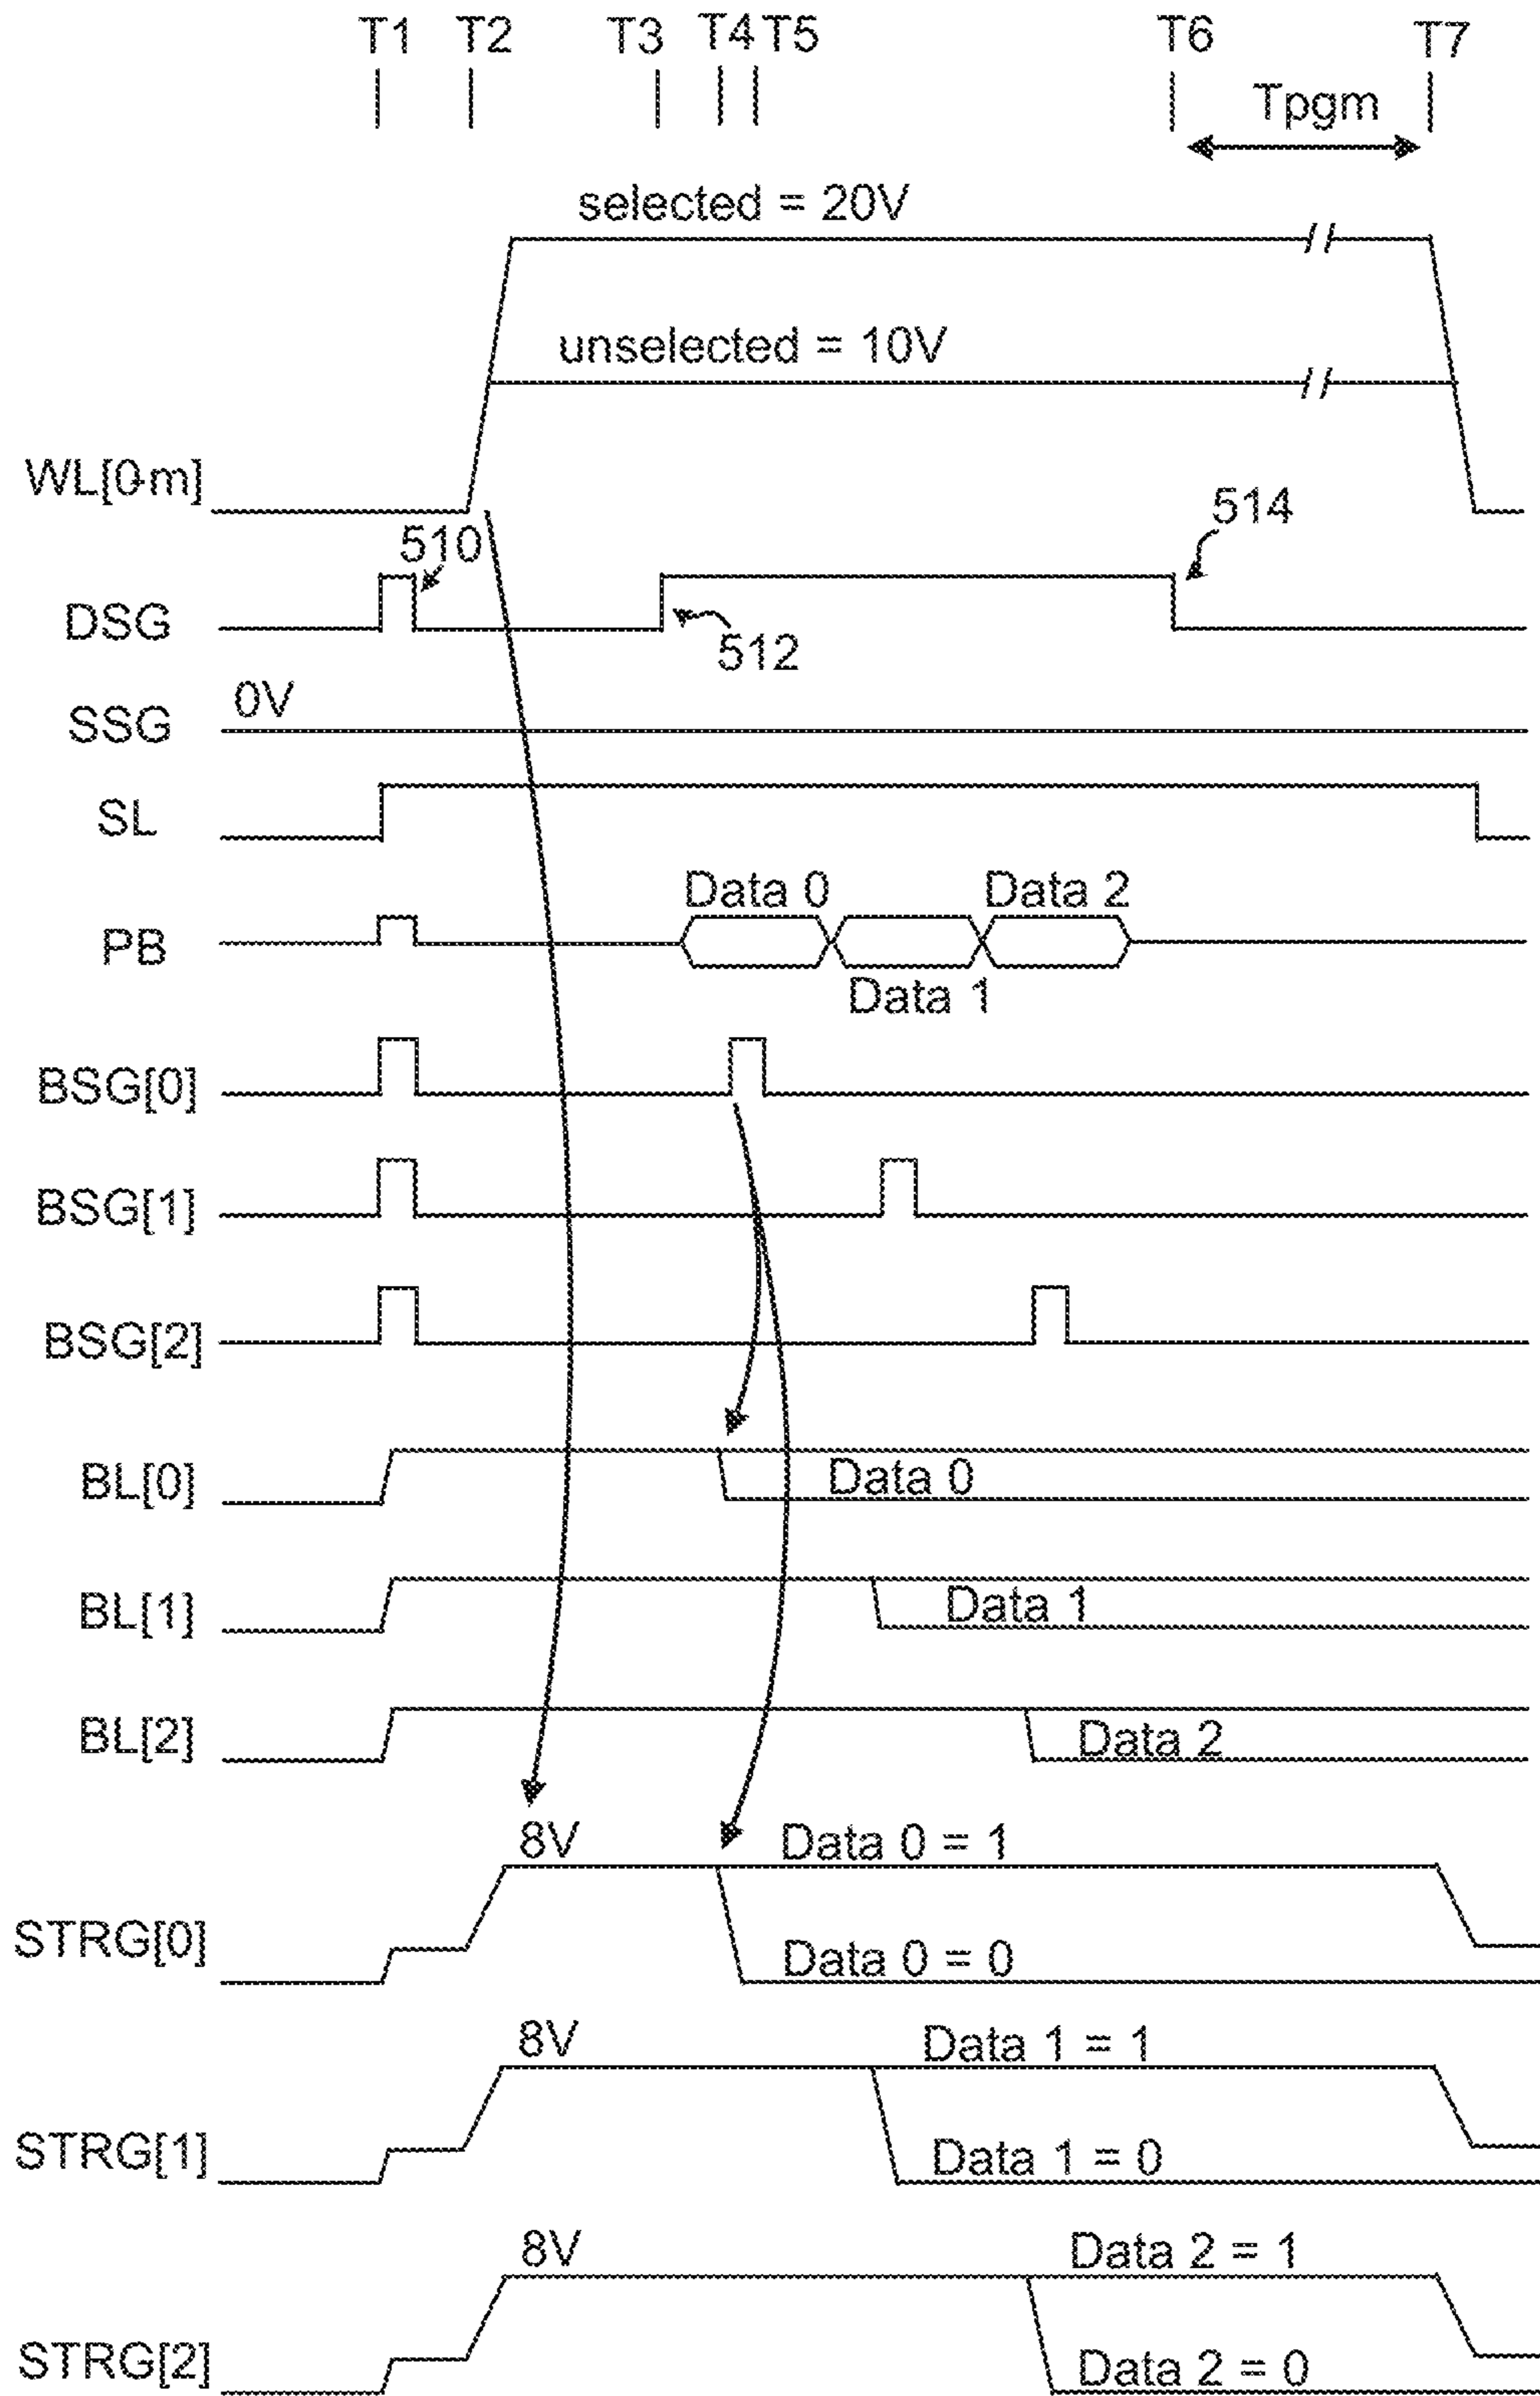 T1 T2 T3 T4 T5 T6 T7
Tpgm
selected = 20V
unselected = 10V
WL[0-m]
510
514
DSG
512
0V
SSG
SL
Data 0 Data 2
PB
Data 1
BSG[0]
BSG[1]
BSG[2]
BL[0] Data 0
BL[1] Data 1
BL[2] Data 2
8V Data 0 = 1
STRG[0] Data 0 = 0
8V Data 1 = 1
STRG[1] Data 1 = 0
8V Data 2 = 1
STRG[2] Data 2 = 0